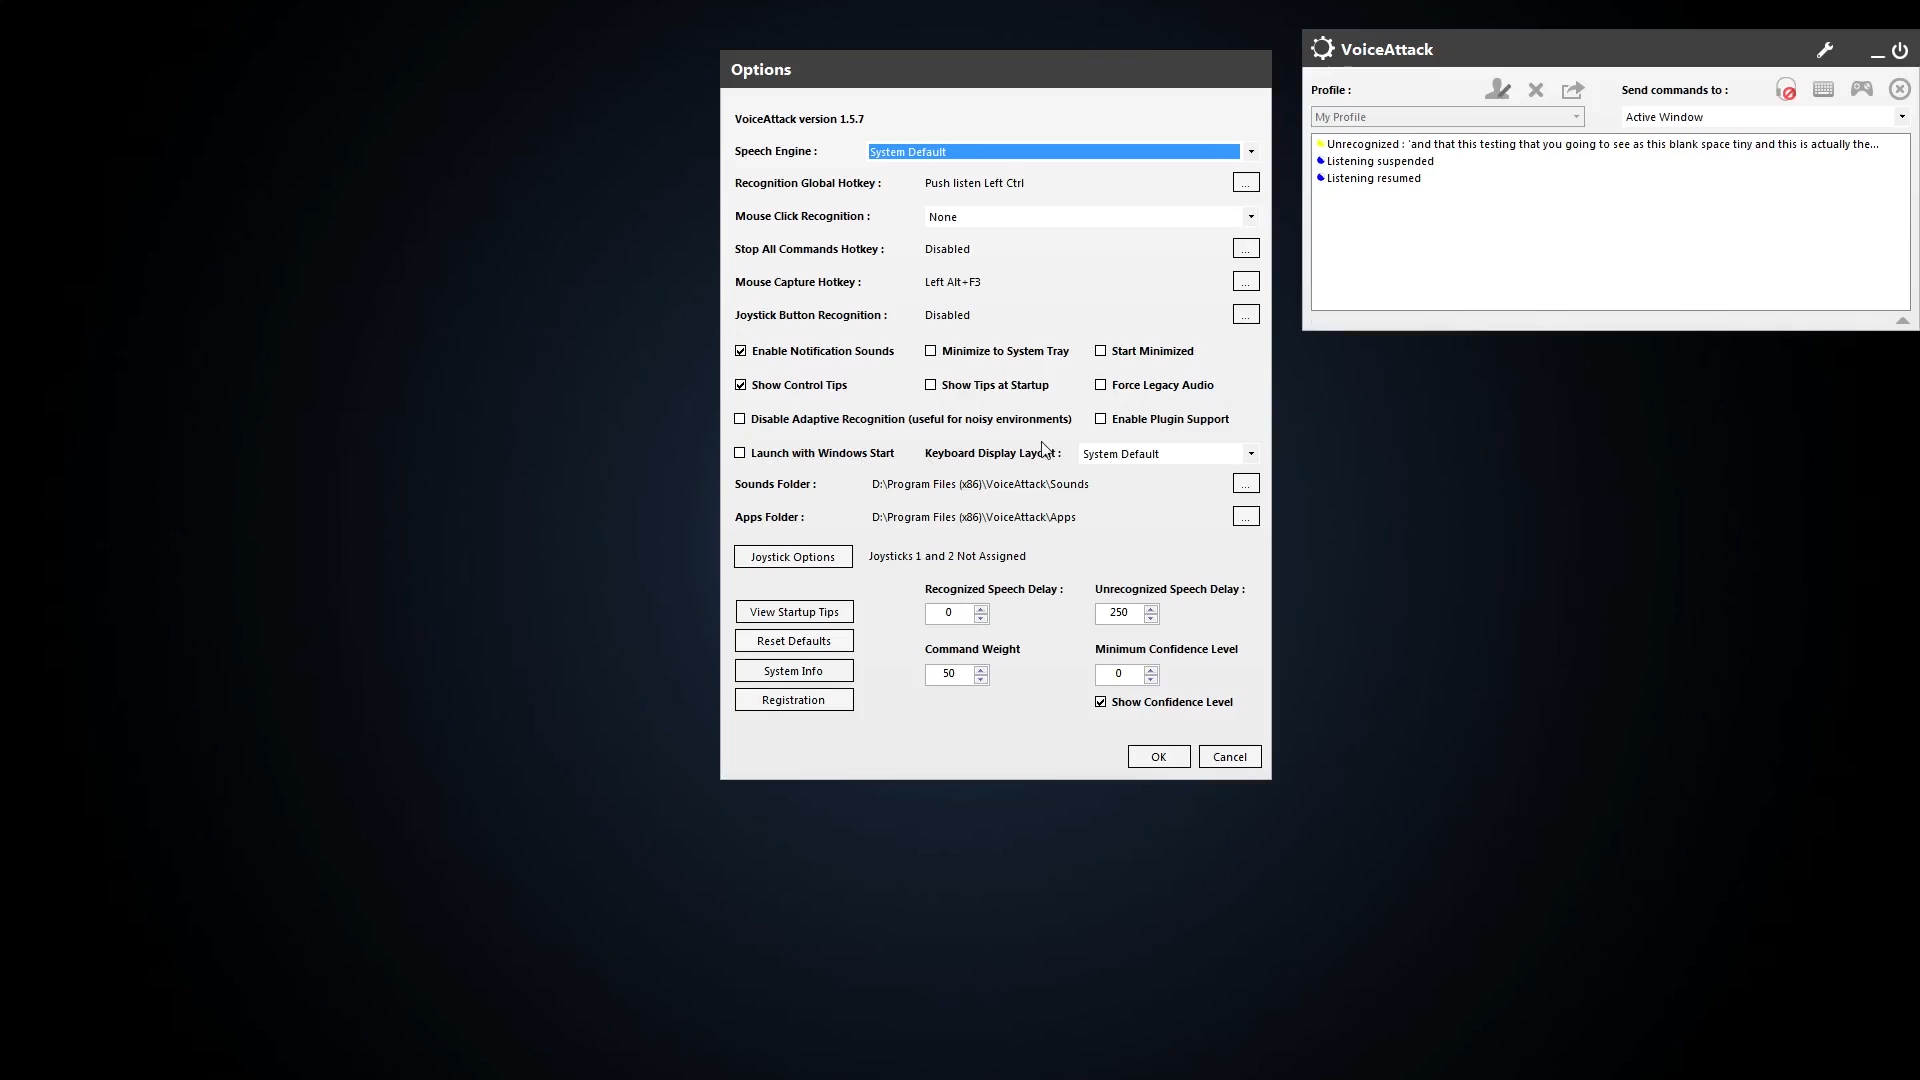 Options
VoiceAttack version 1.5.7
Speech Engine : System Default
Recognition Global Hotkey : Push listen Left Ctrl ...
Mouse Click Recognition : None
Stop All Commands Hotkey : Disabled ...
Mouse Capture Hotkey : Left Alt+F3 ...
Joystick Button Recognition : Disabled ...
Enable Notification Sounds Minimize to System Tray Start Minimized
Show Control Tips Show Tips at Startup Force Legacy Audio
Disable Adaptive Recognition (useful for noisy environments) Enable Plugin Support
Launch with Windows Start Keyboard Display Layout : System Default
Sounds Folder : D:\Program Files (x86)\VoiceAttack\Sounds ...
Apps Folder : D:\Program Files (x86)\VoiceAttack\Apps ...
Joystick Options Joysticks 1 and 2 Not Assigned
Recognized Speech Delay : Unrecognized Speech Delay :
View Startup Tips 0 250
Reset Defaults
Command Weight Minimum Confidence Level
System Info 50 0
Registration Show Confidence Level
OK Cancel
VoiceAttack
Profile : Send commands to :
My Profile Active Window
Unrecognized : 'and that this testing that you going to see as this blank space tiny and this is actually the...
Listening suspended
Listening resumed